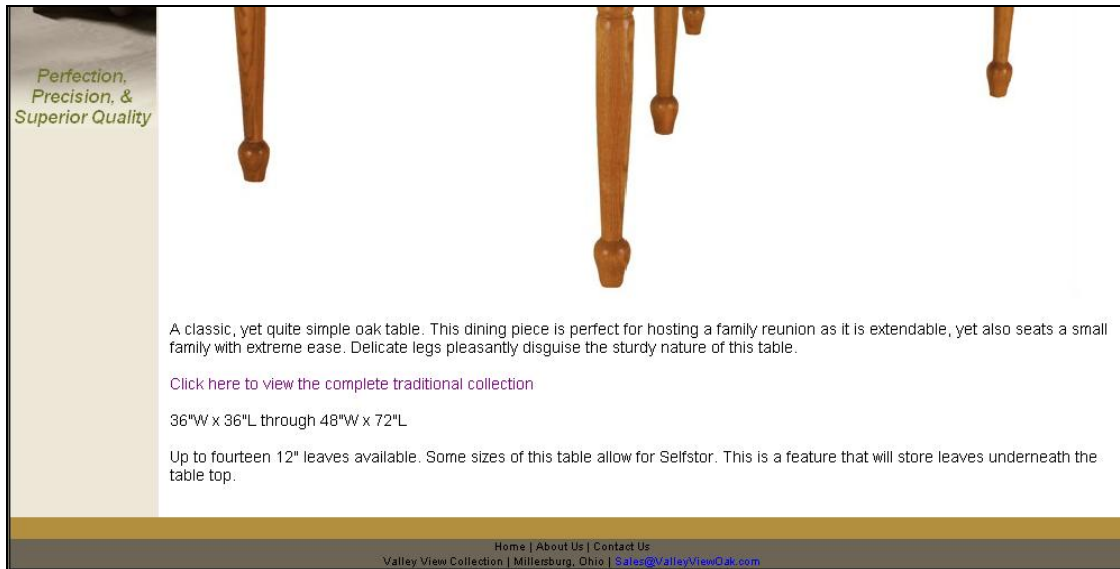 Perfection,
Precision, &
Superior Quality
A classic, yet quite simple oak table. This dining piece is perfect for hosting a family reunion as it is extendable, yet also seats a small
family with extreme ease. Delicate legs pleasantly disguise the sturdy nature of this table.
Click here to view the complete traditional collection
36"W x 36"L through 48"W x 72"L
Up to fourteen 12" leaves available. Some sizes of this table allow for Selfstor. This is a feature that will store leaves underneath the
table top.
Home | About Us | Contact Us
Valley View Collection | Millersburg, Ohio | Sales@ValleyViewOak.com